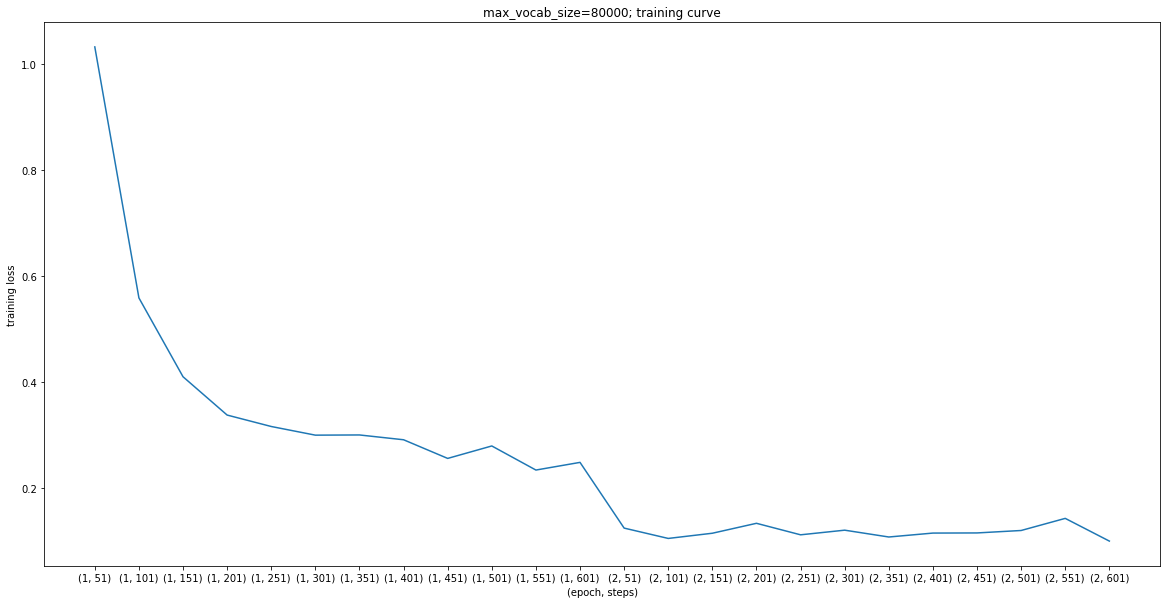 max_vocab_size=80000; training curve
training loss
1.0
0.8
0.6
0.4
0.2
(1, 51) (1, 101) (1, 151) (1, 201) (1, 251) (1, 301) (1, 351) (1, 401) (1, 451) (1, 501) (1, 551) (1, 601) (2, 51) (2, 101) (2, 151) (2, 201) (2, 251) (2, 301) (2, 351) (2, 401) (2, 451) (2, 501) (2, 551) (2, 601)
(epoch, steps)